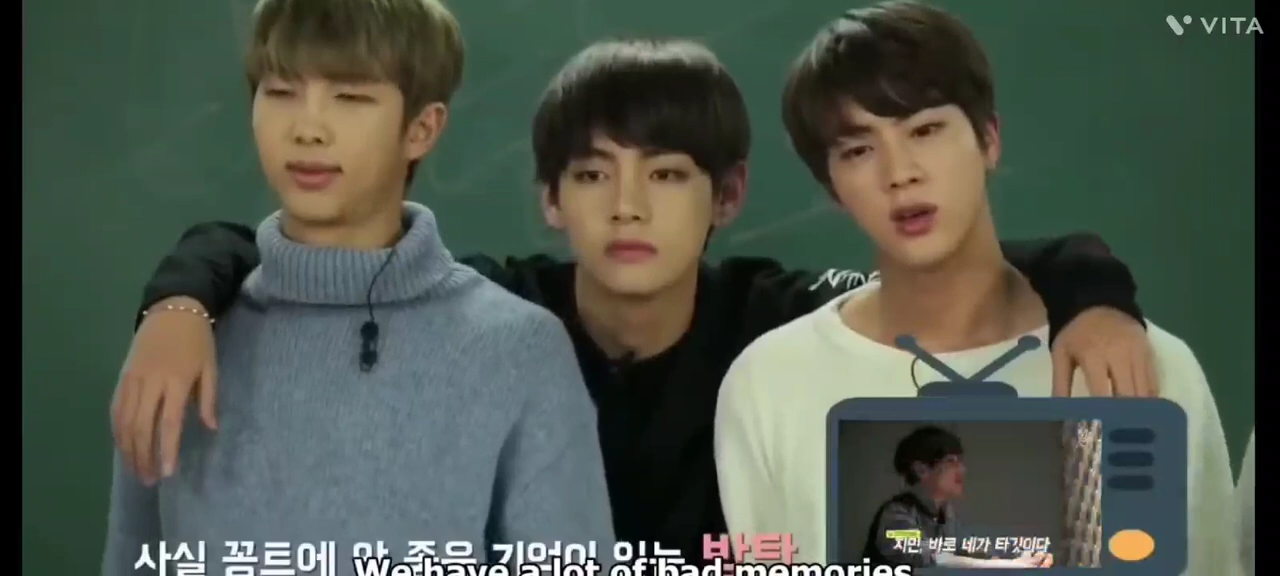 VITA
지민, 바로 네가 타깃이다
사실 꼼트에 안 좋은 기억이 있는 방탄
We have a lot of bad memories